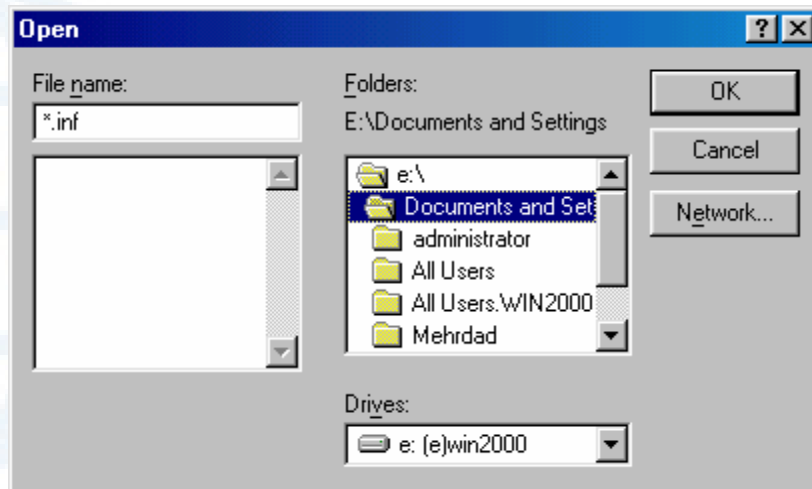 Open
File name:
*.inf
Folders:
E:\Documents and Settings
e:\
Documents and Set
administrator
All Users
All Users.WIN2000
Mehrdad
Drives:
e: (e)win2000
OK
Cancel
Network...